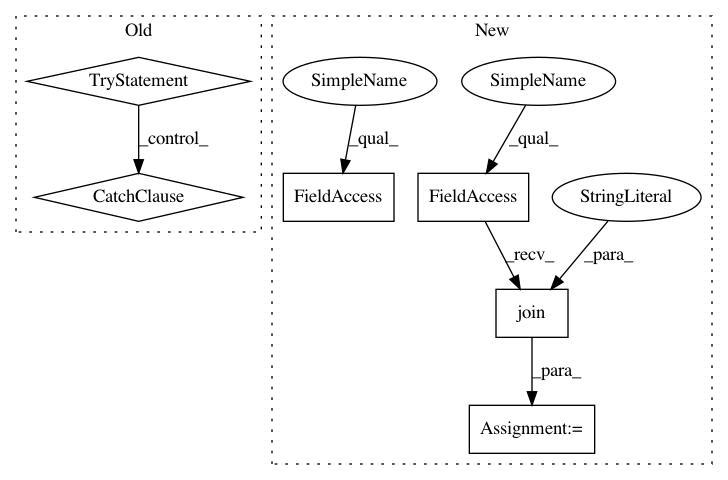 Old
New
TryStatement
SimpleName
SimpleName
_control_
_qual_
_qual_
CatchClause
FieldAccess
FieldAccess
StringLiteral
_recv_
_para_
join
_para_
Assignment:=